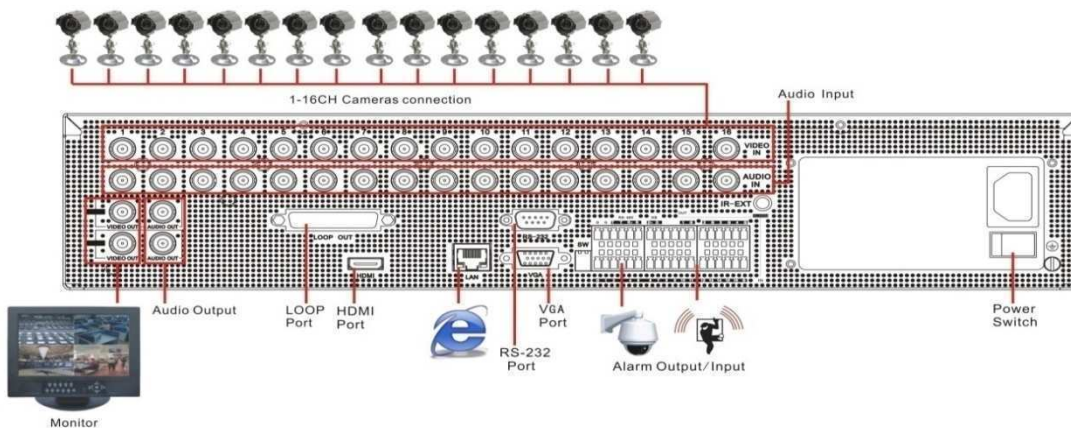 1-16CH Cameras connection
Audio Input
1 2 3 4 5 6 7 8 9 10 11 12 13 14 15 16
VIDEO IN
AUDIO IN
IR-EXT
VIDEO OUT
AUDIO OUT
VIDEO OUT
AUDIO OUT
LOOP OUT
RS-232
SW
HDMI
LAN
VGA
Audio Output
LOOP Port
HDMI Port
VGA Port
RS-232 Port
Alarm Output/Input
Power Switch
Monitor